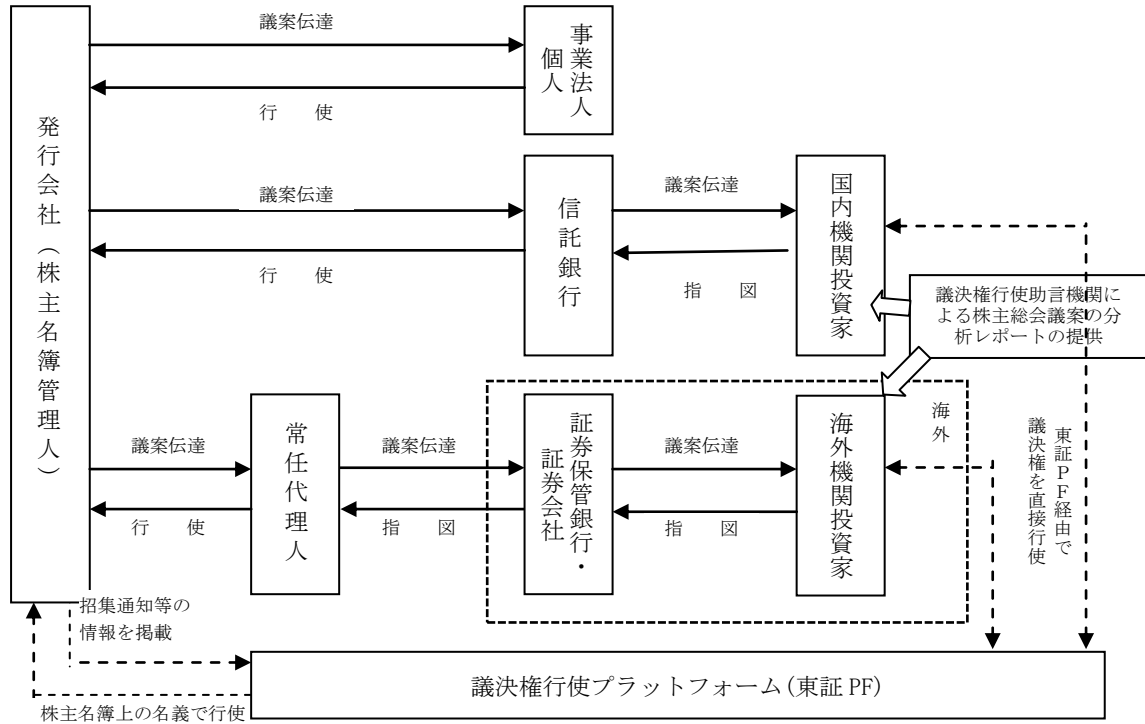 議案伝達
行　使
事業法人
個人
発行会社（株主名簿管理人）
議案伝達
行　使
信託銀行
議案伝達
指　図
国内機関投資家
議決権行使助言機関に
よる株主総会議案の分
析レポートの提供
議案伝達
行　使
常任代理人
議案伝達
指　図
証券保管銀行・
証券会社
議案伝達
指　図
海外機関投資家
海外
東証ＰＦ経由で
議決権を直接行使
招集通知等の
情報を掲載
議決権行使プラットフォーム(東証 PF)
株主名簿上の名義で行使